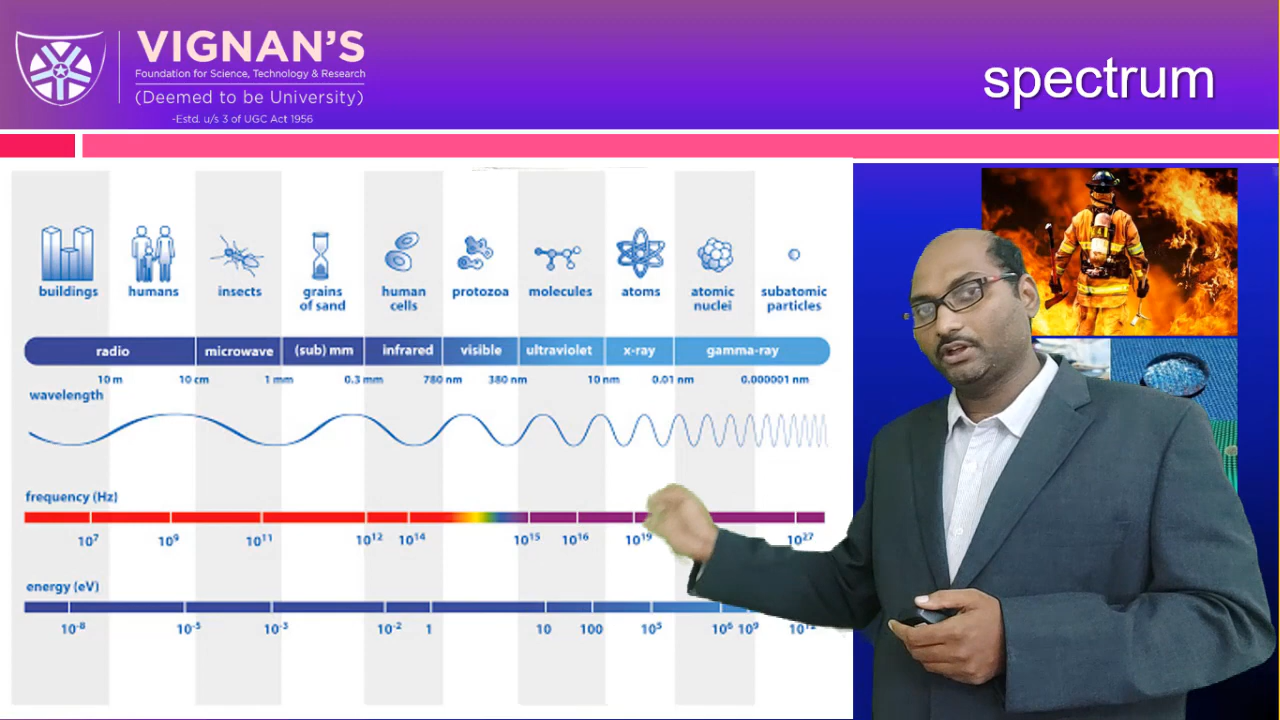 VIGNAN'S
Foundation for Science, Technology & Research
(Deemed to be University)
-Estd. u/s 3 of UGC Act 1956
spectrum
buildings humans insects grains of sand human cells protozoa molecules atoms atomic nuclei subatomic particles
radio microwave (sub) mm infrared visible ultraviolet x-ray gamma-ray
10 m 10 cm 1 mm 0.3 mm 780 nm 380 nm 10 nm 0.01 nm 0.000001 nm
wavelength
frequency (Hz)
10⁷ 10⁹ 10¹¹ 10¹² 10¹⁴ 10¹⁵ 10¹⁶ 10¹⁹ 10²⁷
energy (eV)
10⁻⁸ 10⁻⁵ 10⁻³ 10⁻² 1 10 100 10⁵ 10⁶ 10⁹